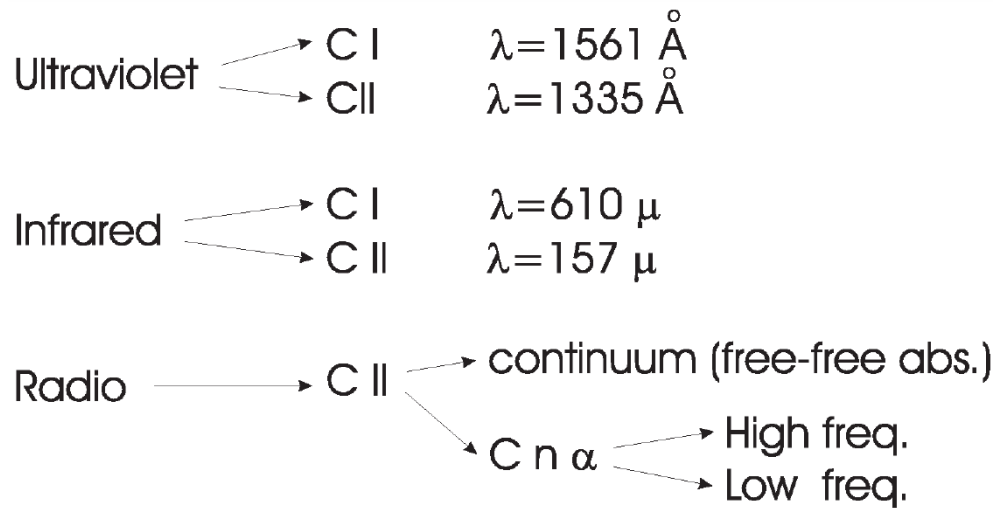 C I λ=1561 Å
Ultraviolet
CII λ=1335 Å
C I λ=610 μ
Infrared
C II λ=157 μ
continuum (free-free abs.)
Radio C II
High freq.
C n α
Low freq.